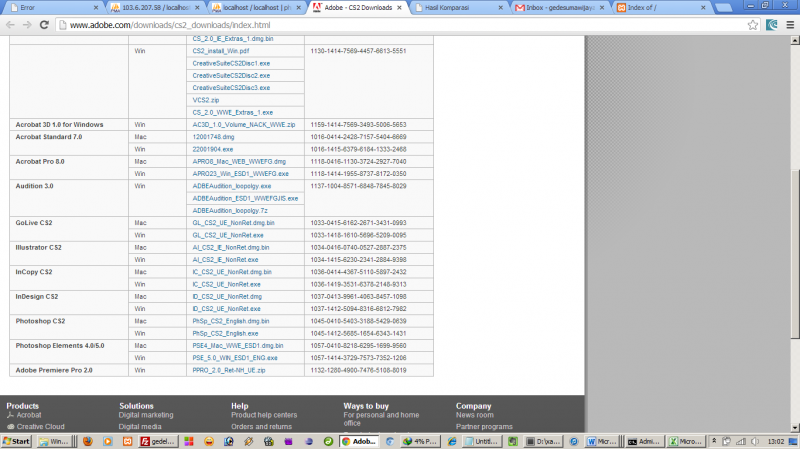 Error
103.6.207.58 / localhost
localhost / localhost | ph
Adobe - CS2 Downloads
Hasil Komparasi
Gmail - Inbox - gedesumawijaya
Index of /
www.adobe.com/downloads/cs2_downloads/index.html
CS_2.0_IE_Extras_1.dmg.bin
Win CS2_install_Win.pdf 1130-1414-7569-4457-6613-5551
CreativeSuiteCS2Disc1.exe
CreativeSuiteCS2Disc2.exe
CreativeSuiteCS2Disc3.exe
VCS2.zip
CS_2.0_WWE_Extras_1.exe
Acrobat 3D 1.0 for Windows Win AC3D_1.0_Volume_NACK_WWE.zip 1159-1414-7569-3493-5006-5653
Acrobat Standard 7.0 Mac 12001748.dmg 1016-0414-2428-7157-5404-6669
Win 22001904.exe 1016-1415-6379-6184-1333-2468
Acrobat Pro 8.0 Mac APRO8_Mac_WEB_WWEFG.dmg 1118-0416-1130-3724-2927-7040
Win APRO23_Win_ESD1_WWEFG.exe 1118-1414-1955-8737-8172-0350
Audition 3.0 Win ADBEAudition_loopolgy.exe 1137-1004-8571-6848-7845-8029
ADBEAudition_ESD1_WWEFGJIS.exe
ADBEAudition_loopolgy.7z
GoLive CS2 Mac GL_CS2_UE_NonRet.dmg.bin 1033-0415-6162-2671-3431-0993
Win GL_CS2_UE_NonRet.exe 1033-1418-1610-5696-5209-0095
Illustrator CS2 Mac AI_CS2_IE_NonRet.dmg.bin 1034-0416-0740-0527-2867-2375
Win AI_CS2_IE_NonRet.exe 1034-1415-6230-2341-2884-9398
InCopy CS2 Mac IC_CS2_UE_NonRet.dmg.bin 1036-0414-4367-5110-5897-2432
Win IC_CS2_UE_NonRet.exe 1036-1419-3531-6378-2148-9313
InDesign CS2 Mac ID_CS2_UE_NonRet.dmg 1037-0413-9961-4063-8457-1098
Win ID_CS2_UE_NonRet.exe 1037-1412-5094-8316-6812-7982
Photoshop CS2 Mac PhSp_CS2_English.dmg.bin 1045-0410-5403-3188-5429-0639
Win PhSp_CS2_English.exe 1045-1412-5685-1654-6343-1431
Photoshop Elements 4.0/5.0 Mac PSE4_Mac_WWE_ESD1.dmg.bin 1057-0410-8218-6295-1699-9560
Win PSE_5.0_WIN_ESD1_ENG.exe 1057-1414-3729-7573-7352-1206
Adobe Premiere Pro 2.0 Win PPRO_2.0_Ret-NH_UE.zip 1132-1280-4900-7476-5108-8019
Products Solutions Help Ways to buy Company
Acrobat Digital marketing Product help centers For personal and home office News room
Creative Cloud Digital media Orders and returns Partner programs
Start
Win...
gedel...
Adob...
4% P...
Untitl...
D:\xa...
Micr...
Admi...
Micro...
13:02